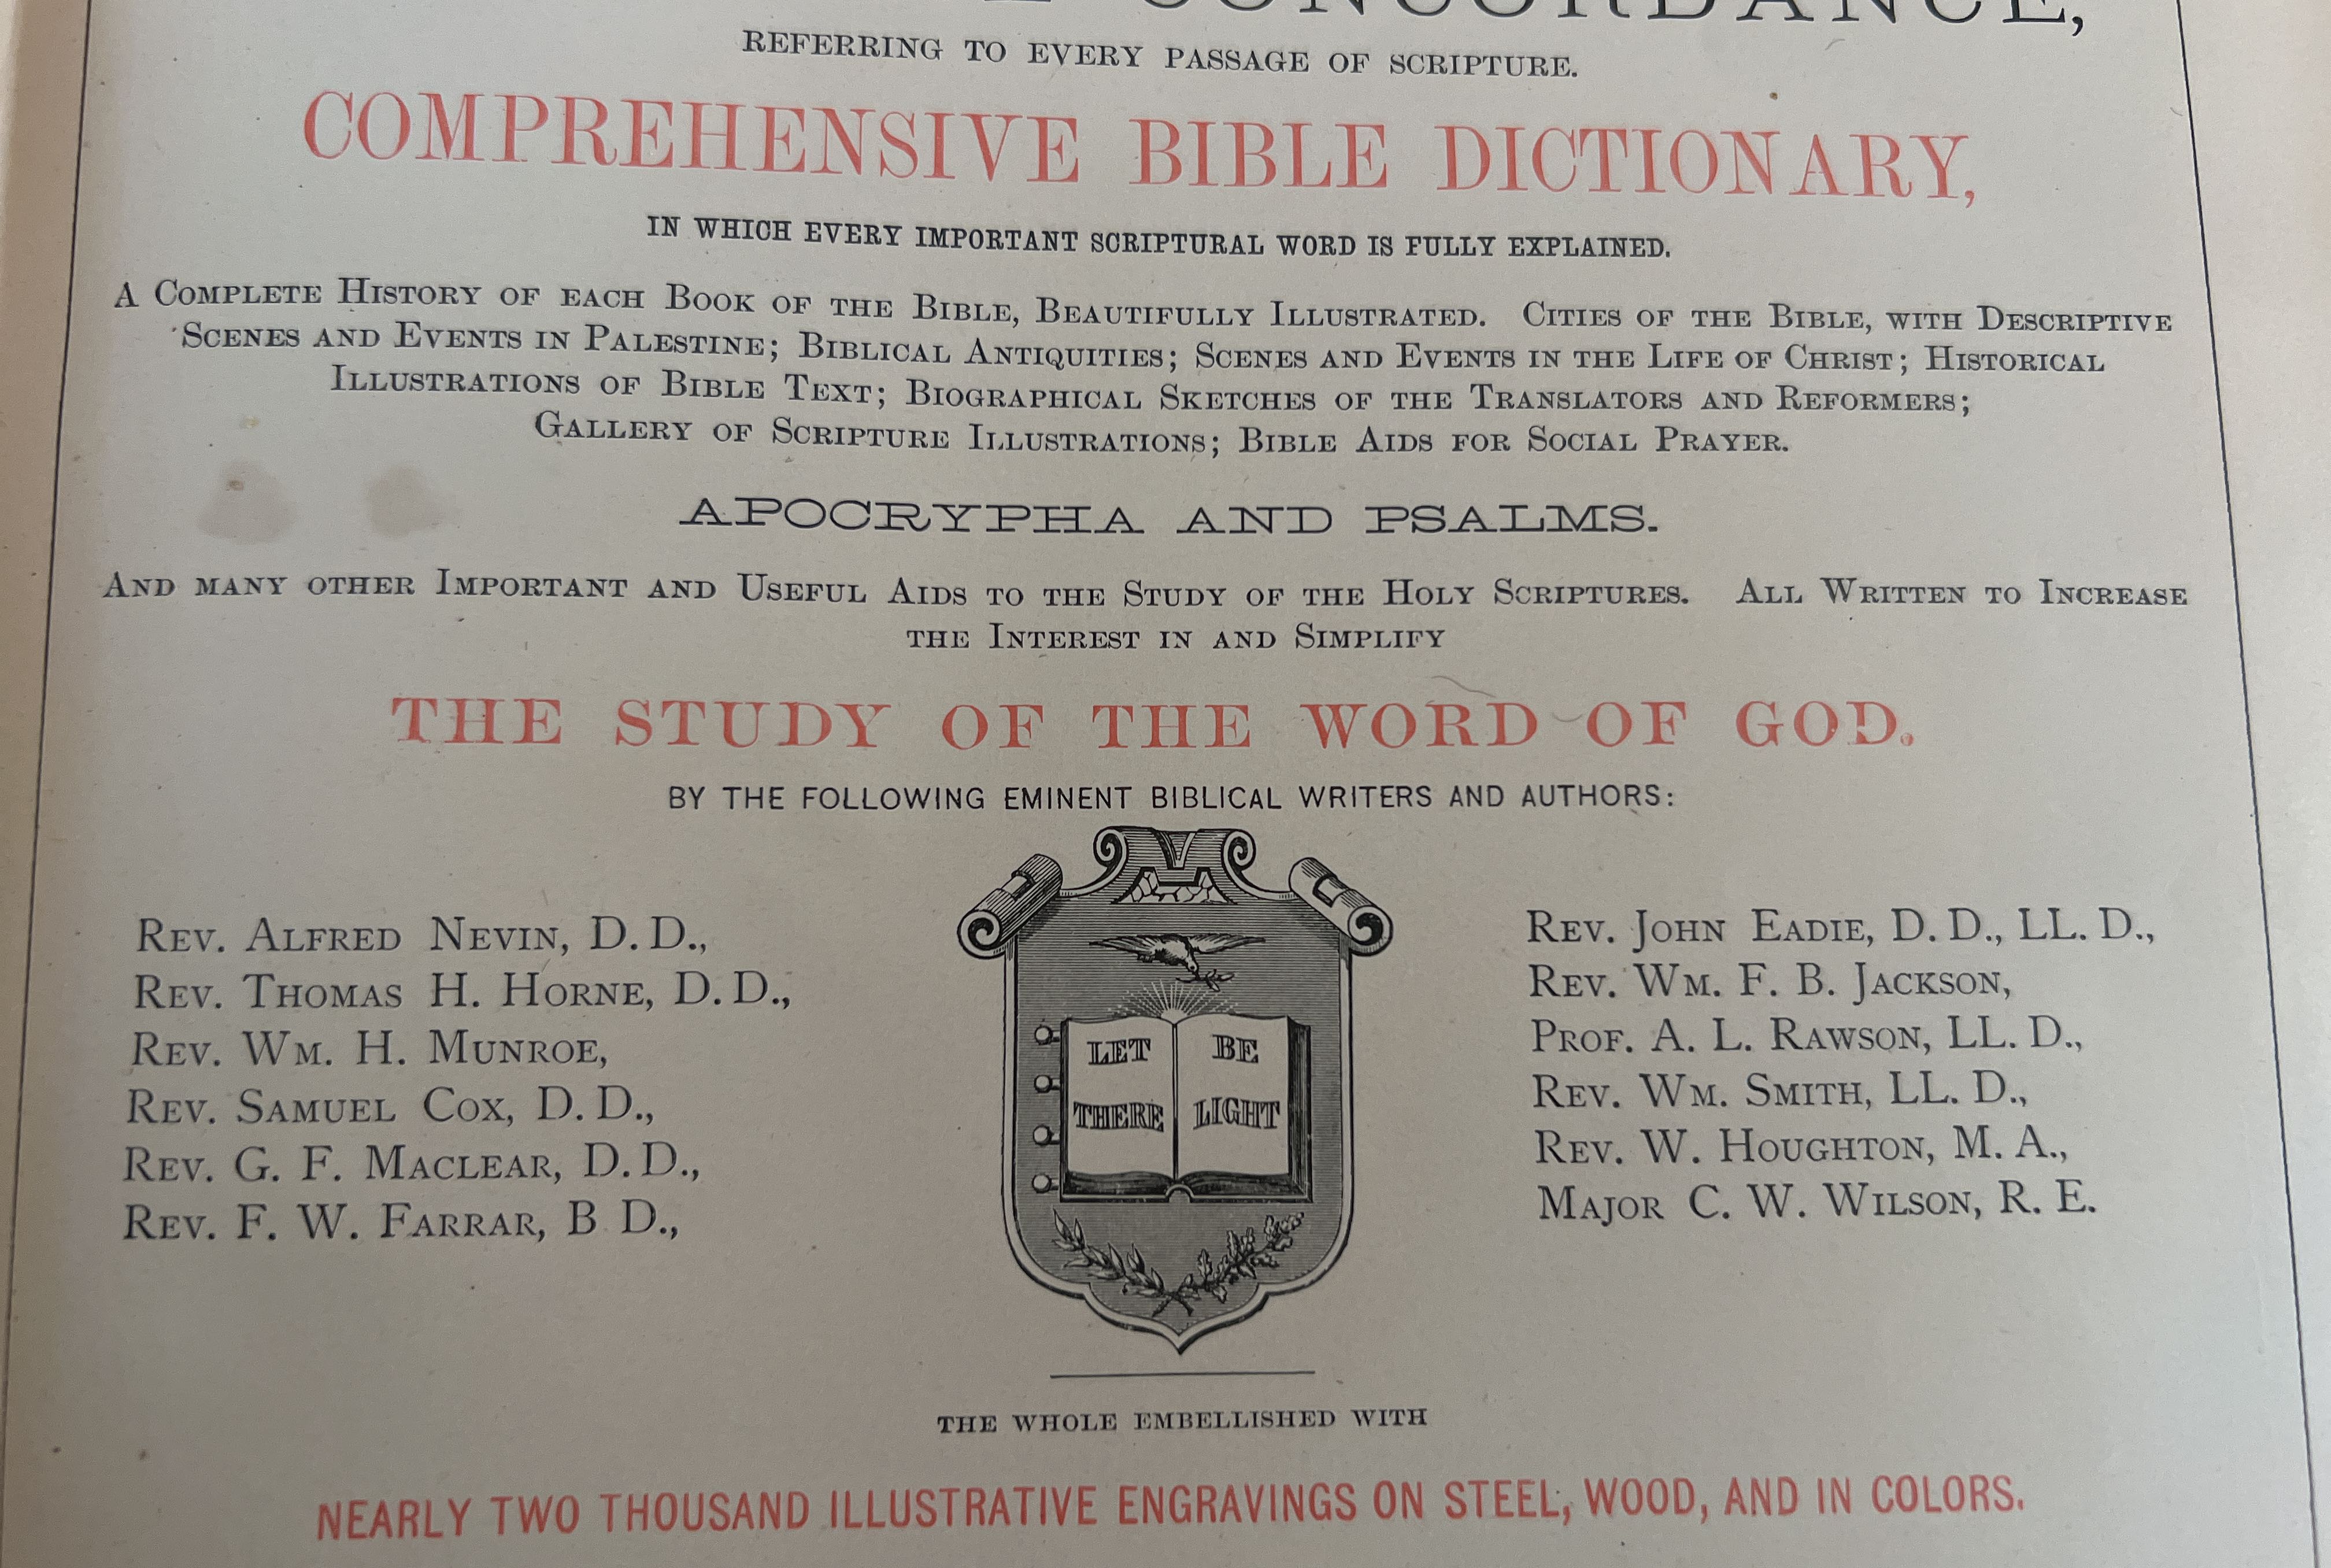 CONCORDANCE,
REFERRING TO EVERY PASSAGE OF SCRIPTURE.
COMPREHENSIVE BIBLE DICTIONARY,
IN WHICH EVERY IMPORTANT SCRIPTURAL WORD IS FULLY EXPLAINED.
A COMPLETE HISTORY OF EACH BOOK OF THE BIBLE, BEAUTIFULLY ILLUSTRATED. CITIES OF THE BIBLE, WITH DESCRIPTIVE
SCENES AND EVENTS IN PALESTINE; BIBLICAL ANTIQUITIES; SCENES AND EVENTS IN THE LIFE OF CHRIST; HISTORICAL
ILLUSTRATIONS OF BIBLE TEXT; BIOGRAPHICAL SKETCHES OF THE TRANSLATORS AND REFORMERS;
GALLERY OF SCRIPTURE ILLUSTRATIONS; BIBLE AIDS FOR SOCIAL PRAYER.
APOCRYPHA AND PSALMS.
AND MANY OTHER IMPORTANT AND USEFUL AIDS TO THE STUDY OF THE HOLY SCRIPTURES. ALL WRITTEN TO INCREASE
THE INTEREST IN AND SIMPLIFY
THE STUDY OF THE WORD OF GOD.
BY THE FOLLOWING EMINENT BIBLICAL WRITERS AND AUTHORS:
REV. ALFRED NEVIN, D. D.,
REV. THOMAS H. HORNE, D. D.,
REV. WM. H. MUNROE,
REV. SAMUEL COX, D. D.,
REV. G. F. MACLEAR, D. D.,
REV. F. W. FARRAR, B D.,
LET
THERE
BE
LIGHT
REV. JOHN EADIE, D. D., LL. D.,
REV. WM. F. B. JACKSON,
PROF. A. L. RAWSON, LL. D.,
REV. WM. SMITH, LL. D.,
REV. W. HOUGHTON, M. A.,
MAJOR C. W. WILSON, R. E.
THE WHOLE EMBELLISHED WITH
NEARLY TWO THOUSAND ILLUSTRATIVE ENGRAVINGS ON STEEL, WOOD, AND IN COLORS.